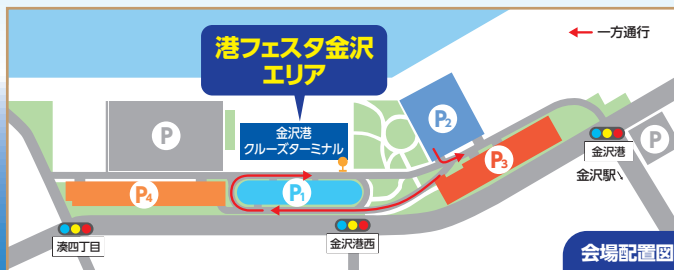 港フェスタ金沢
エリア
一方通行
P
金沢港
クルーズターミナル
P2
P3
金沢港
P
金沢駅
P4
P1
湊四丁目
金沢港西
会場配置図